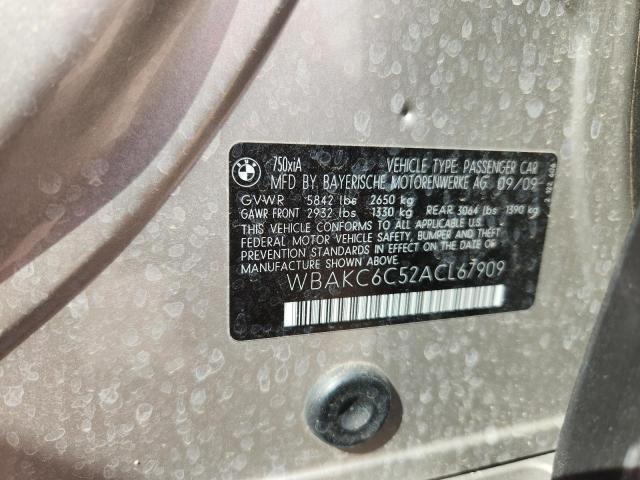 BMW 750xiA VEHICLE TYPE: PASSENGER CAR
MFD BY BAYERISCHE MOTORENWERKE AG 09/09
GVWR 5842 lbs 2650 kg
GAWR FRONT 2932 lbs 1330 kg REAR 3064 lbs 1390 kg
THIS VEHICLE CONFORMS TO ALL APPLICABLE U.S.
FEDERAL MOTOR VEHICLE SAFETY, BUMPER, AND THEFT
PREVENTION STANDARDS IN EFFECT ON THE DATE OF
MANUFACTURE SHOWN ABOVE.
WBAKC6C52ACL67909